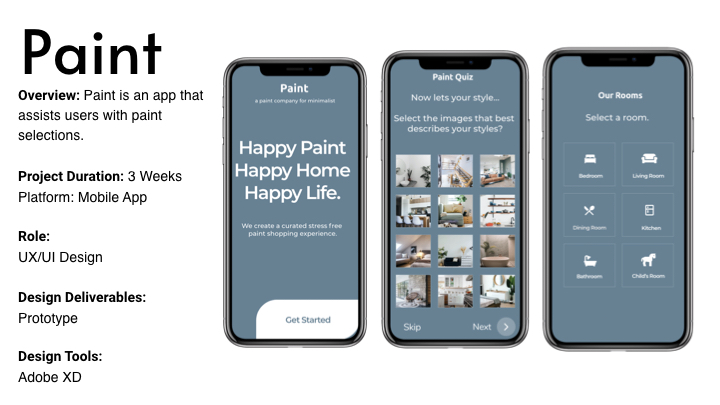 Paint
Overview: Paint is an app that
assists users with paint
selections.
Project Duration: 3 Weeks
Platform: Mobile App
Role:
UX/UI Design
Design Deliverables:
Prototype
Design Tools:
Adobe XD
Paint
a paint company for minimalist
Happy Paint
Happy Home
Happy Life.
We create a curated stress free
paint shopping experience.
Get Started
Paint Quiz
Now lets your style...
Select the images that best
describes your styles?
Skip
Next
Our Rooms
Select a room.
Bedroom
Living Room
Dining Room
Kitchen
Bathroom
Child's Room